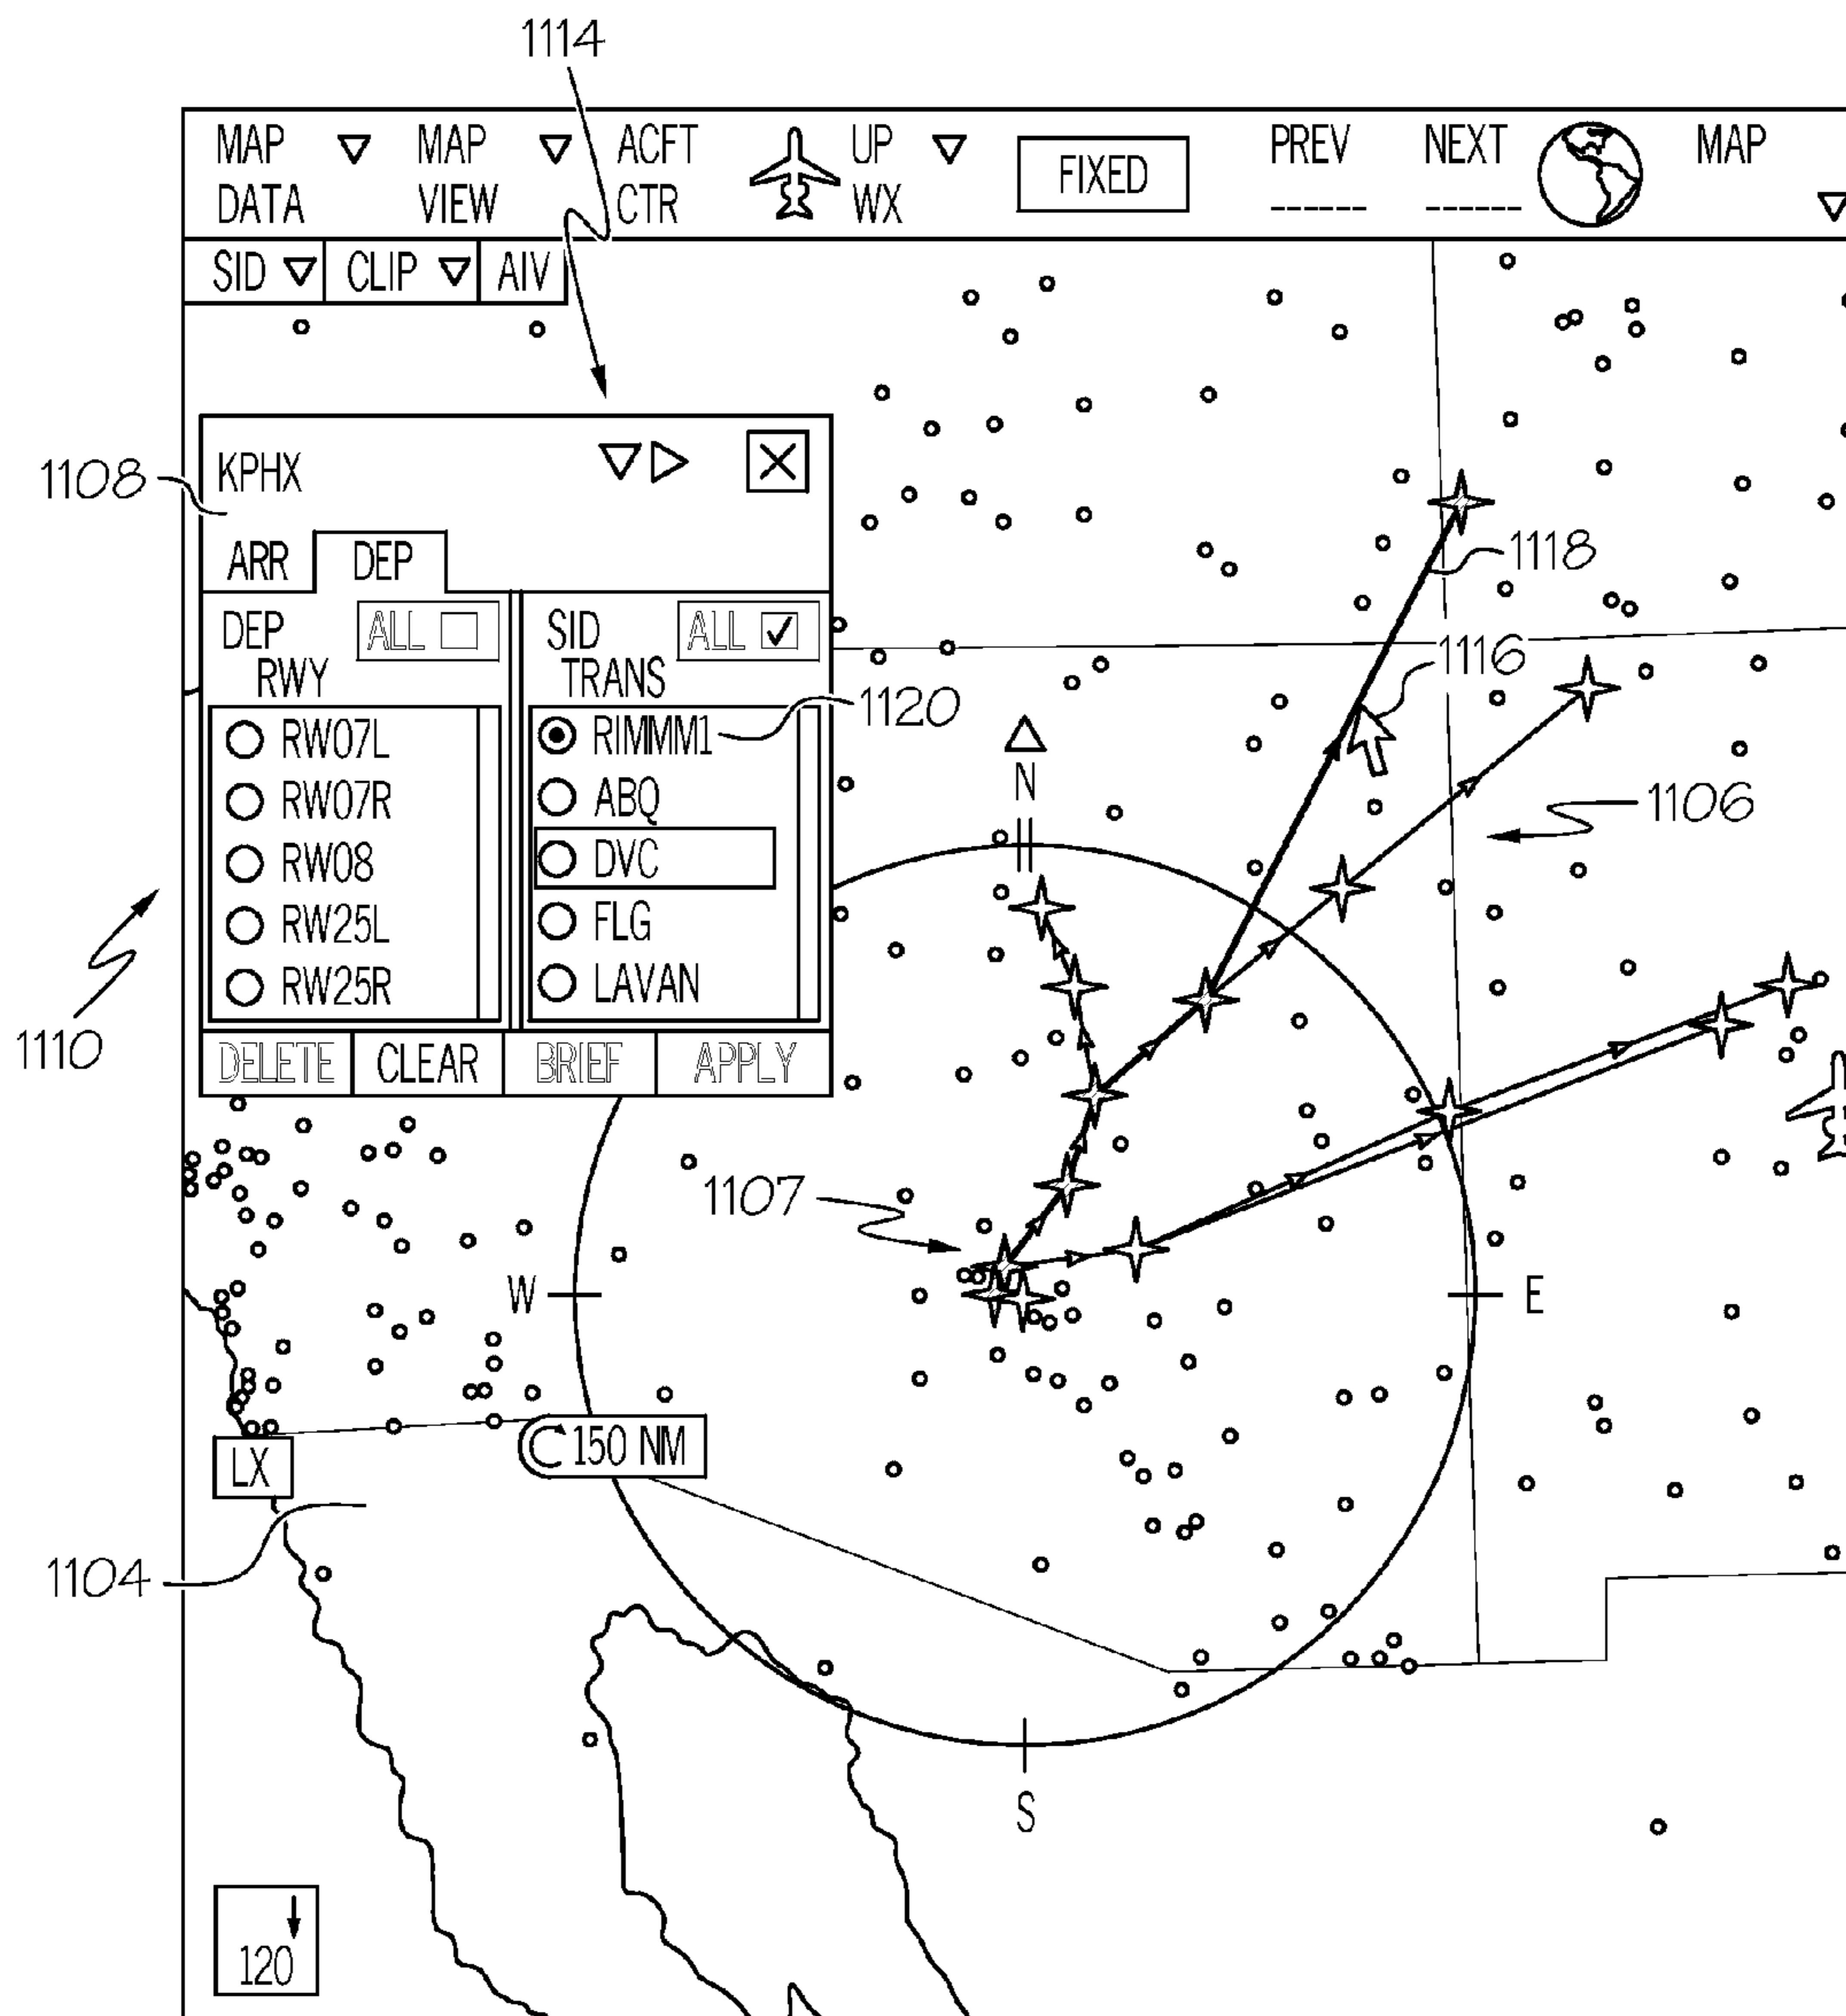 1114
MAP MAP ACFT UP PREV NEXT MAP
DATA VIEW CTR WX FIXED ------ ------
SID CLIP AIV
1108
KPHX
ARR DEP
1118
DEP ALL SID ALL
RWY TRANS
1116
1120
RW07L RIMMM1
RW07R ABQ
RW08 DVC
RW25L FLG
RW25R LAVAN
N
1106
1110
DELETE CLEAR BRIEF APPLY
1107
W E
150 NM
LX
1104
S
120